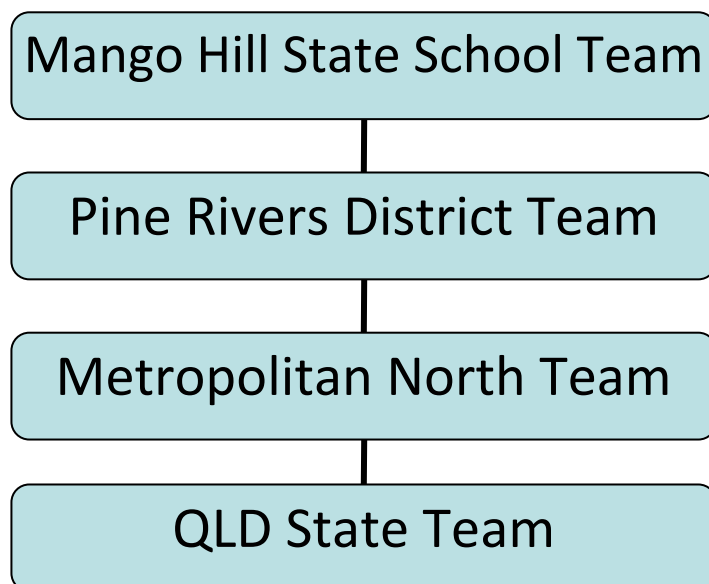 Mango Hill State School Team
Pine Rivers District Team
Metropolitan North Team
QLD State Team